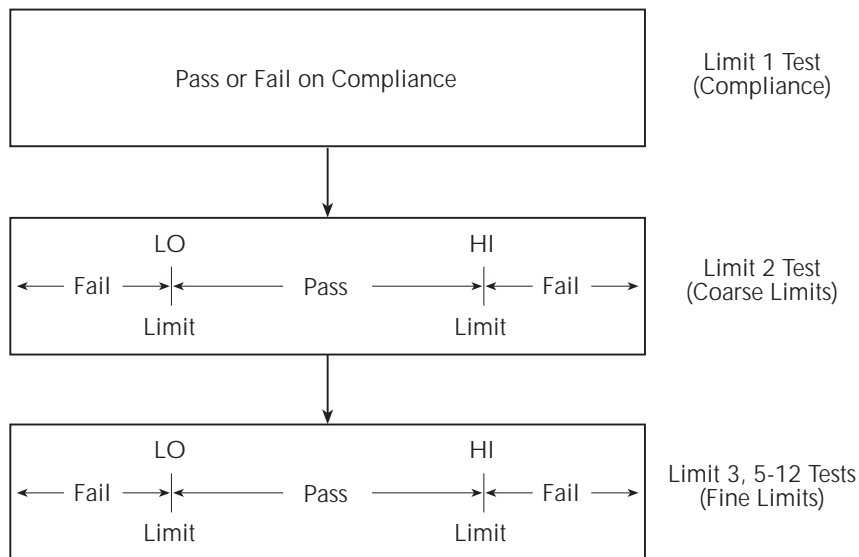 Pass or Fail on Compliance
Limit 1 Test
(Compliance)
LO HI
Fail Pass Fail
Limit Limit
Limit 2 Test
(Coarse Limits)
LO HI
Fail Pass Fail
Limit Limit
Limit 3, 5-12 Tests
(Fine Limits)